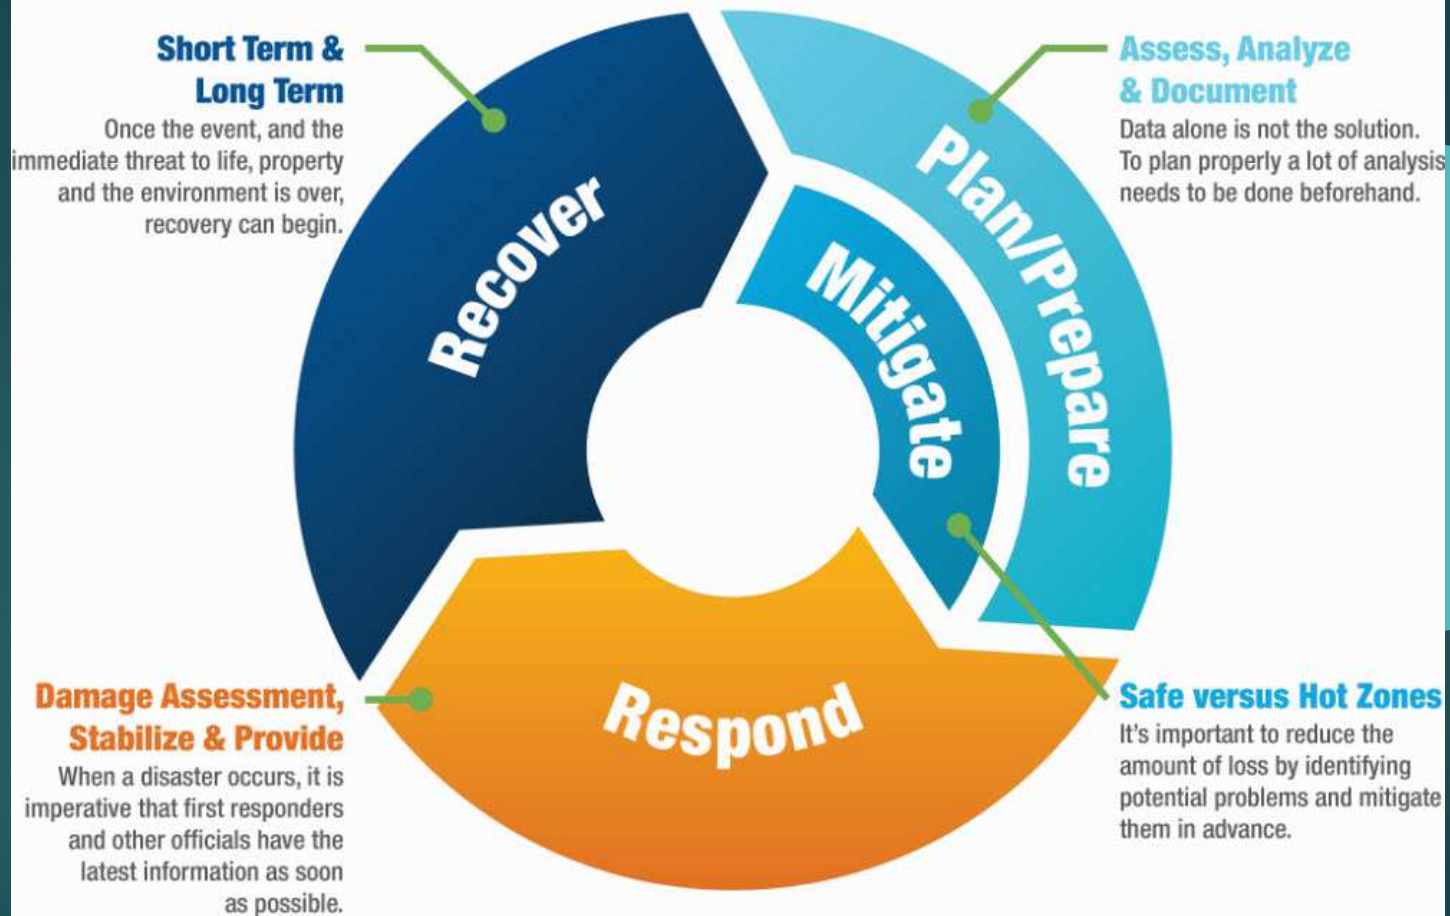 Short Term &
Long Term
Once the event, and the
immediate threat to life, property
and the environment is over,
recovery can begin.
Assess, Analyze
& Document
Data alone is not the solution.
To plan properly a lot of analysis
needs to be done beforehand.
Recover
Plan/Prepare
Mitigate
Respond
Damage Assessment,
Stabilize & Provide
When a disaster occurs, it is
imperative that first responders
and other officials have the
latest information as soon
as possible.
Safe versus Hot Zones
It's important to reduce the
amount of loss by identifying
potential problems and mitigate
them in advance.